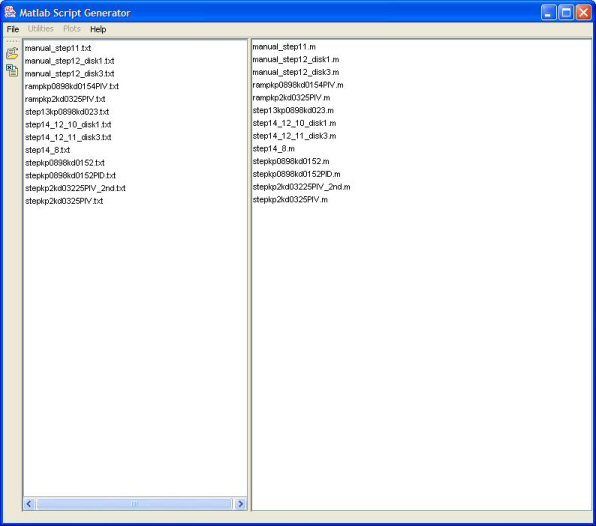 Matlab Script Generator
File Utilities Plots Help
manual_step11.txt
manual_step12_disk1.txt
manual_step12_disk3.txt
rampkp0898kd0154PIV.txt
rampkp2kd0325PIV.txt
step13kp0898kd023.txt
step14_12_10_disk1.txt
step14_12_11_disk3.txt
step14_8.txt
stepkp0898kd0152.txt
stepkp0898kd0152PID.txt
stepkp2kd03225PIV_2nd.txt
stepkp2kd0325PIV.txt
manual_step11.m
manual_step12_disk1.m
manual_step12_disk3.m
rampkp0898kd0154PIV.m
rampkp2kd0325PIV.m
step13kp0898kd023.m
step14_12_10_disk1.m
step14_12_11_disk3.m
step14_8.m
stepkp0898kd0152.m
stepkp0898kd0152PID.m
stepkp2kd03225PIV_2nd.m
stepkp2kd0325PIV.m